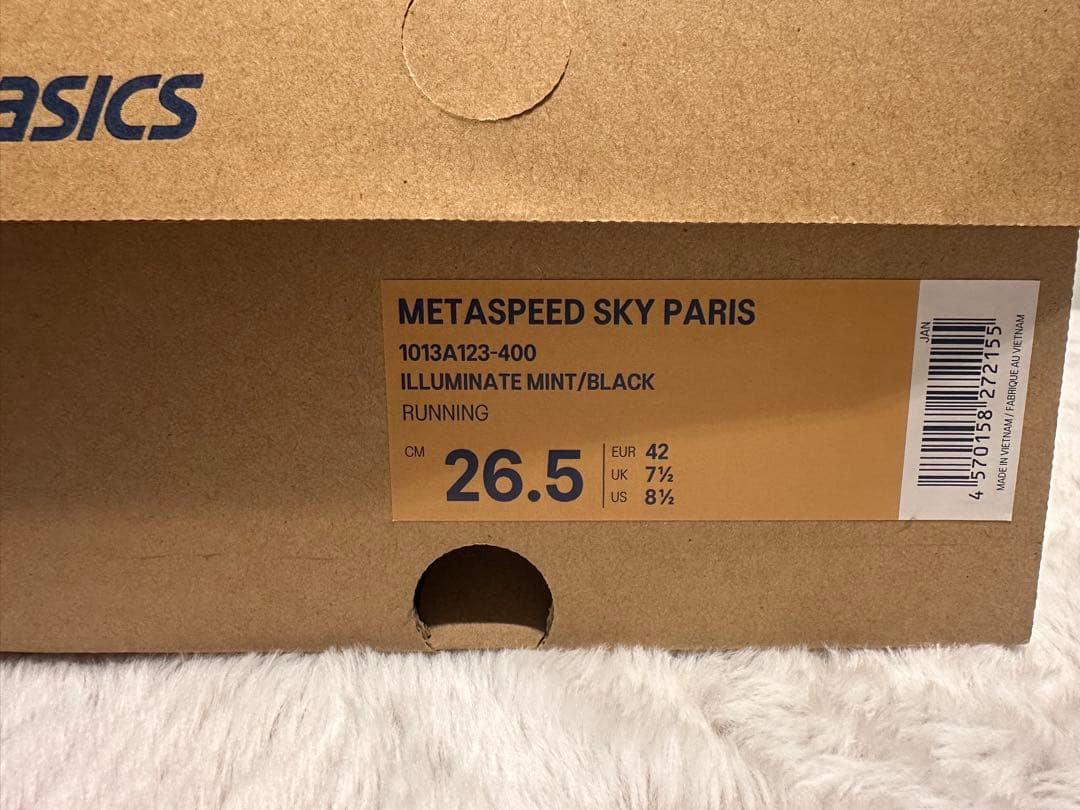 asics
METASPEED SKY PARIS
1013A123-400
ILLUMINATE MINT/BLACK
RUNNING
CM 26.5
EUR 42
UK 7½
US 8½
JAN
4 570158 272155
MADE IN VIETNAM / FABRIQUE AU VIETNAM